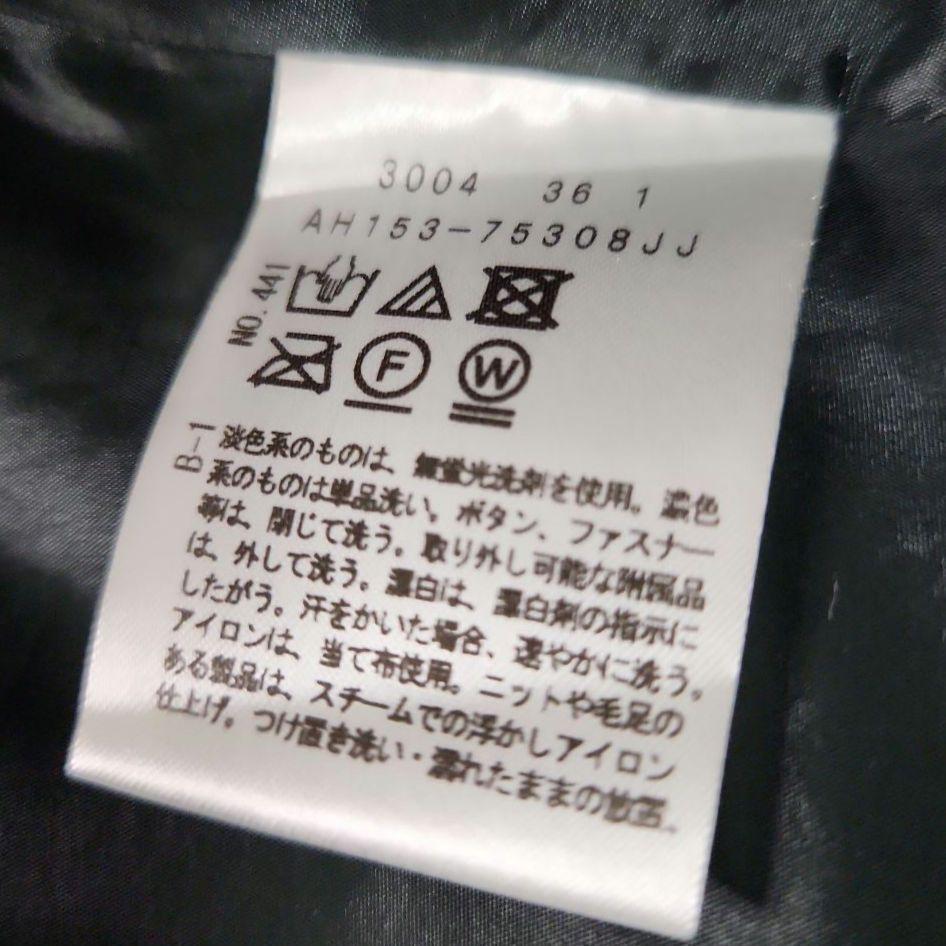 3004 36 1
AH153-75308JJ
NO. 441
F W
B-1
淡色系のものは、無蛍光洗剤を使用。濃色
系のものは単品洗い。ボタン、ファスナー
等は、閉じて洗う。取り外し可能な附属品
は、外して洗う。漂白は、漂白剤の指示に
したがう。汗をかいた場合、速やかに洗う。
アイロンは、当て布使用。ニットや毛足の
ある製品は、スチームでの浮かしアイロン
仕上げ。つけ置き洗い・濡れたままの放置、